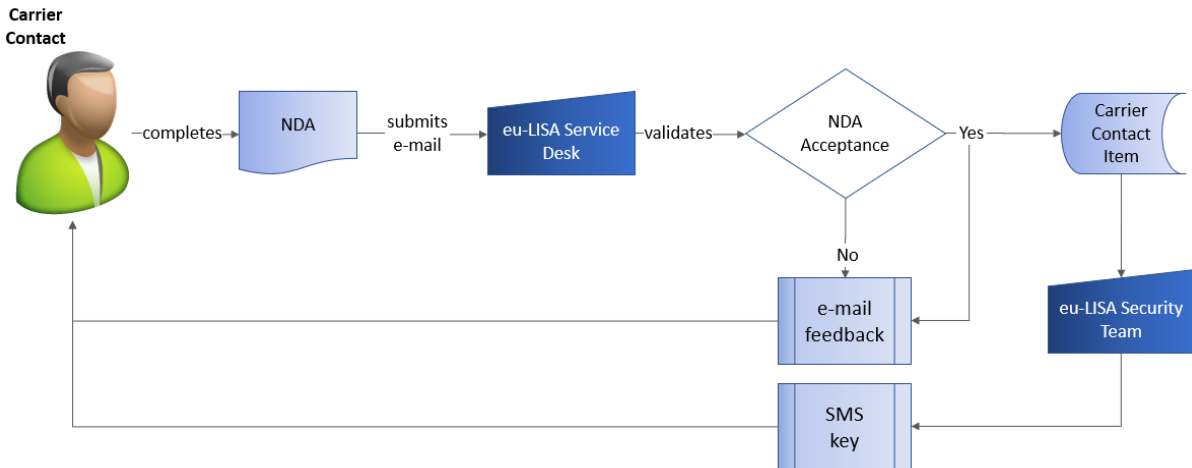 Carrier
Contact
completes
NDA
submits
e-mail
eu-LISA Service
Desk
validates
NDA
Acceptance
Yes
Carrier
Contact
Item
No
e-mail
feedback
eu-LISA Security
Team
SMS
key